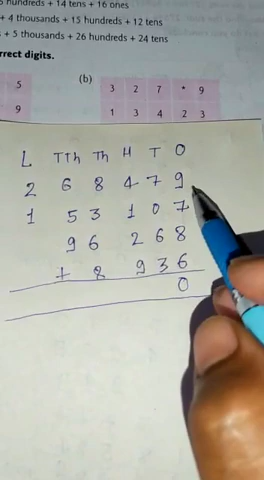 hundreds + 14 tens + 16 ones
+ 4 thousands + 15 hundreds + 12 tens
+ 5 thousands + 26 hundreds + 24 tens
rrect digits.
5 (b) 3 2 7 * 9
9 1 3 4 2 3
L TTh Th H T O
2 6 8 4 7 9
1 5 3 1 0 7
9 6 2 6 8
+ 8 9 3 6
0